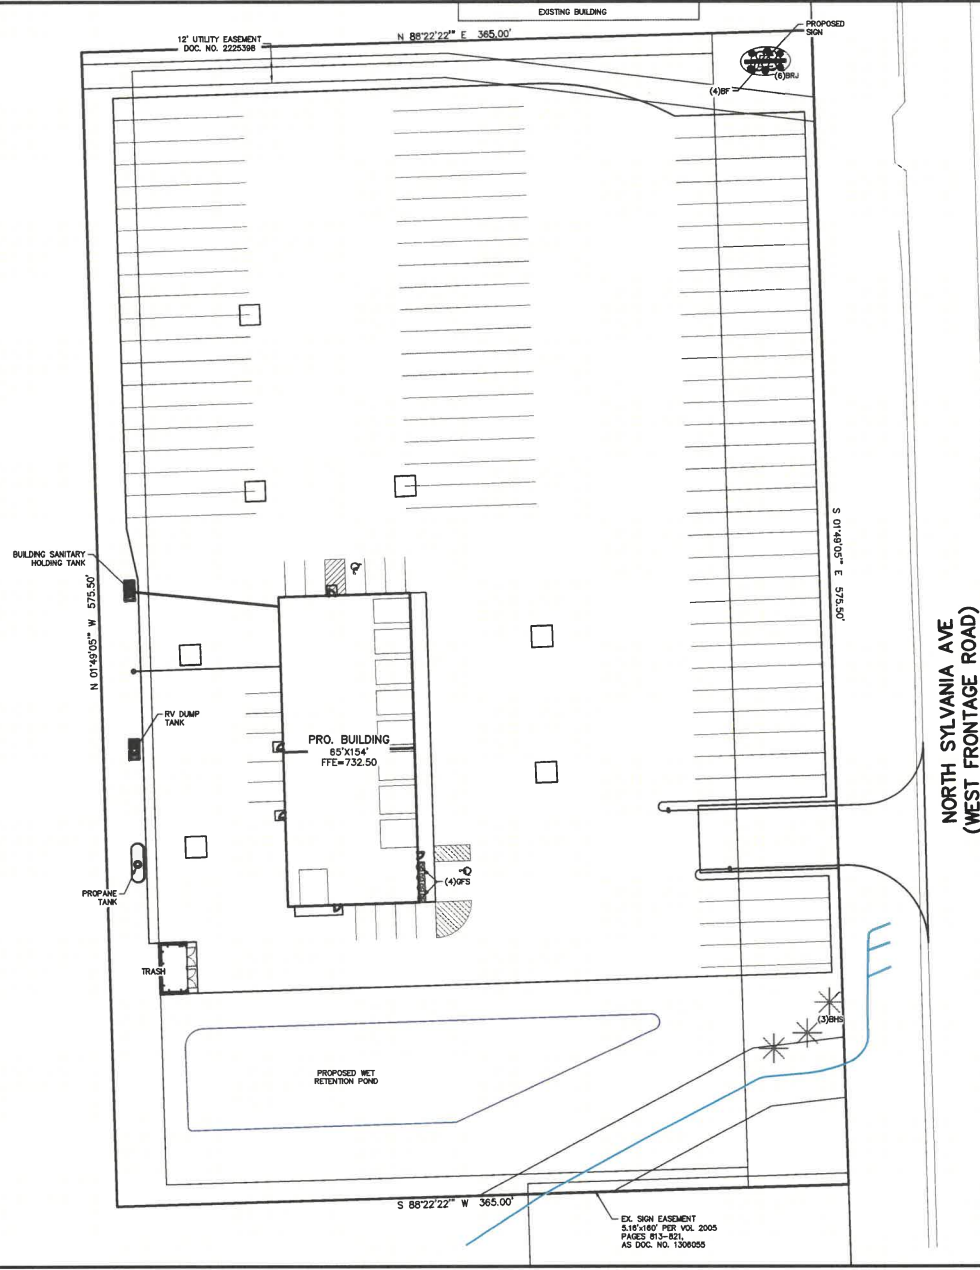 EXISTING BUILDING
12' UTILITY EASEMENT
DOC. NO. 2225398
N 88°22'22"" E 365.00'
PROPOSED
SIGN
(6)BRJ
(4)BF
S 01°49'05"" E 575.50'
BUILDING SANITARY
HOLDING TANK
N 01°49'05"" W 575.50'
RV DUMP
TANK
PRO. BUILDING
65'X154'
FFE=732.50
NORTH SYLVANIA AVE
(WEST FRONTAGE ROAD)
PROPANE
TANK
(4)GFS
TRASH
(3)BHS
PROPOSED WET
RETENTION POND
S 88°22'22"" W 365.00'
EX. SIGN EASEMENT
5.16'x160' PER VOL 2005
PAGES 813-821,
AS DOC. NO. 1308055